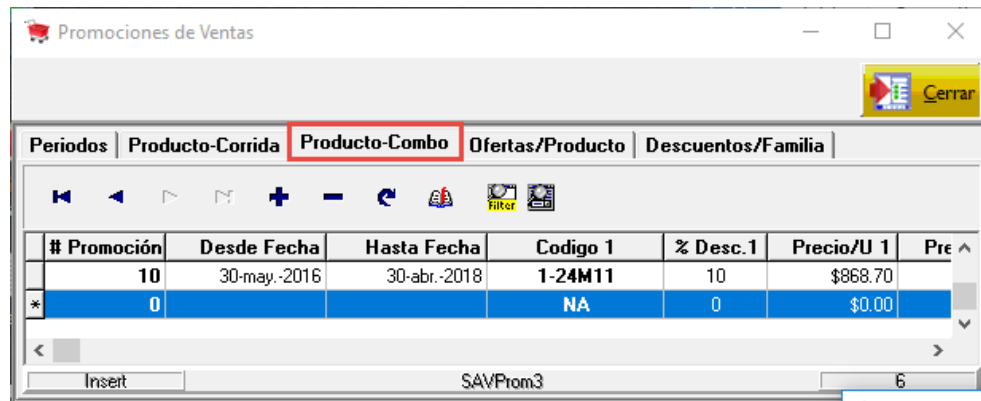 Promociones de Ventas
Cerrar
Periodos Producto-Corrida Producto-Combo Ofertas/Producto Descuentos/Familia
Filter
# Promoción Desde Fecha Hasta Fecha Codigo 1 % Desc.1 Precio/U 1 Pre
10 30-may.-2016 30-abr.-2018 1-24M11 10 $868.70
* 0 NA 0 $0.00
Insert SAVProm3 6